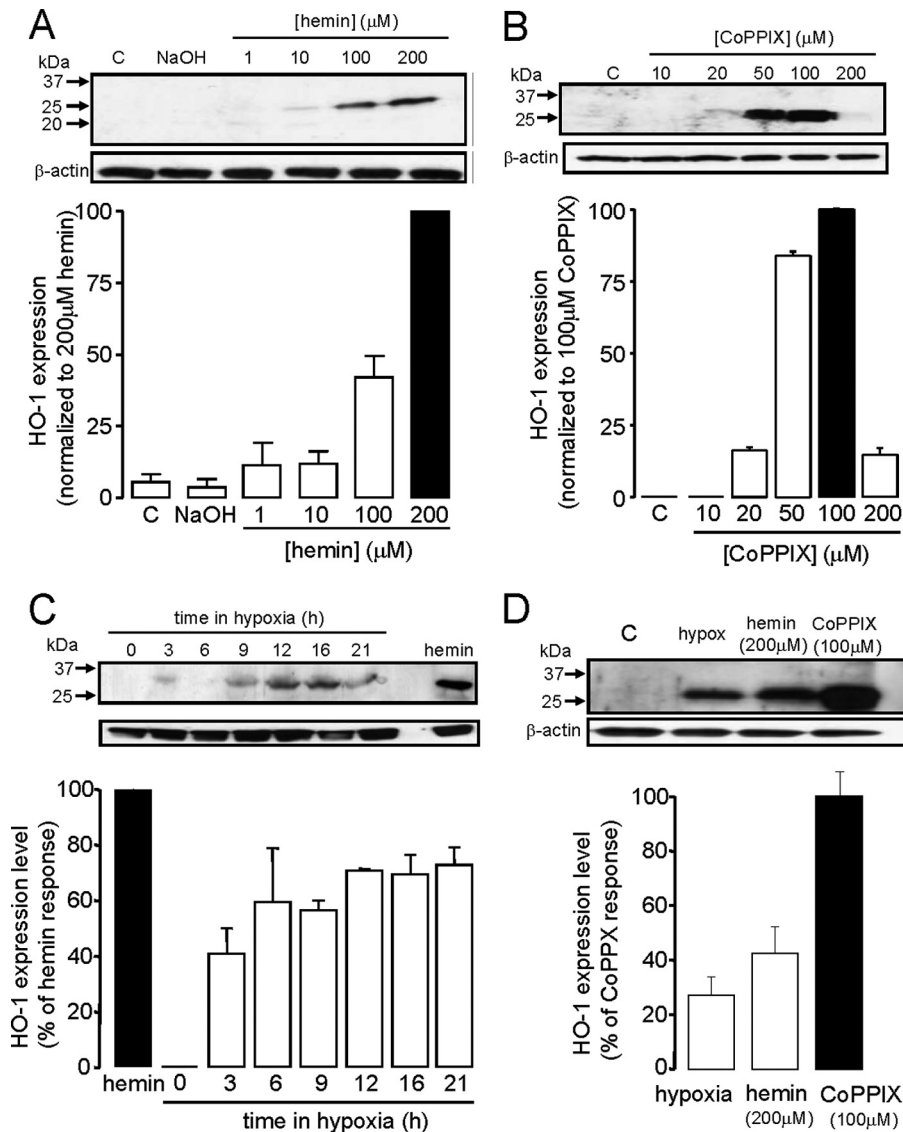 A
[hemin] (μM)
kDa C NaOH 1 10 100 200
37
25
20
β-actin
HO-1 expression
(normalized to 200μM hemin)
100
75
50
25
0
C NaOH 1 10 100 200
[hemin] (μM)
B
[CoPPIX] (μM)
kDa C 10 20 50 100 200
37
25
β-actin
HO-1 expression
(normalized to 100μM CoPPIX)
100
75
50
25
0
C 10 20 50 100 200
[CoPPIX] (μM)
C
time in hypoxia (h)
kDa 0 3 6 9 12 16 21 hemin
37
25
HO-1 expression level
(% of hemin response)
100
80
60
40
20
0
hemin 0 3 6 9 12 16 21
time in hypoxia (h)
D
kDa C hypox hemin (200μM) CoPPIX (100μM)
37
25
β-actin
HO-1 expression level
(% of CoPPX response)
100
80
60
40
20
0
hypoxia hemin CoPPIX
(200μM) (100μM)